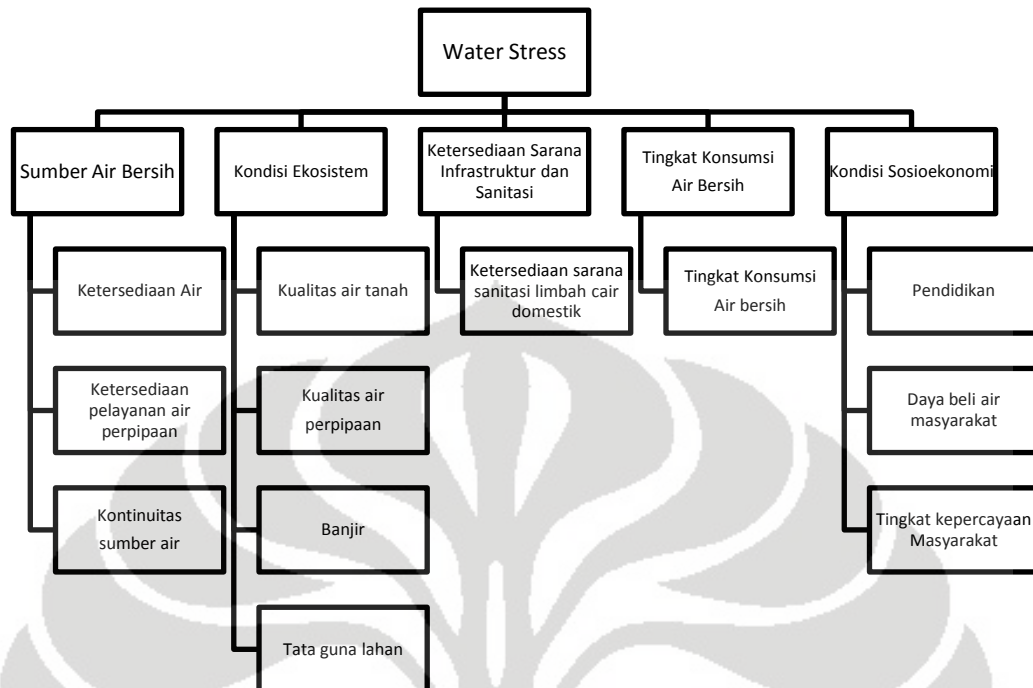 Water Stress
Sumber Air Bersih
Kondisi Ekosistem
Ketersediaan Sarana
Infrastruktur dan
Sanitasi
Tingkat Konsumsi
Air Bersih
Kondisi Sosioekonomi
Ketersediaan Air
Ketersediaan
pelayanan air
perpipaan
Kontinuitas
sumber air
Kualitas air tanah
Kualitas air
perpipaan
Banjir
Tata guna lahan
Ketersediaan sarana
sanitasi limbah cair
domestik
Tingkat Konsumsi
Air bersih
Pendidikan
Daya beli air
masyarakat
Tingkat kepercayaan
Masyarakat